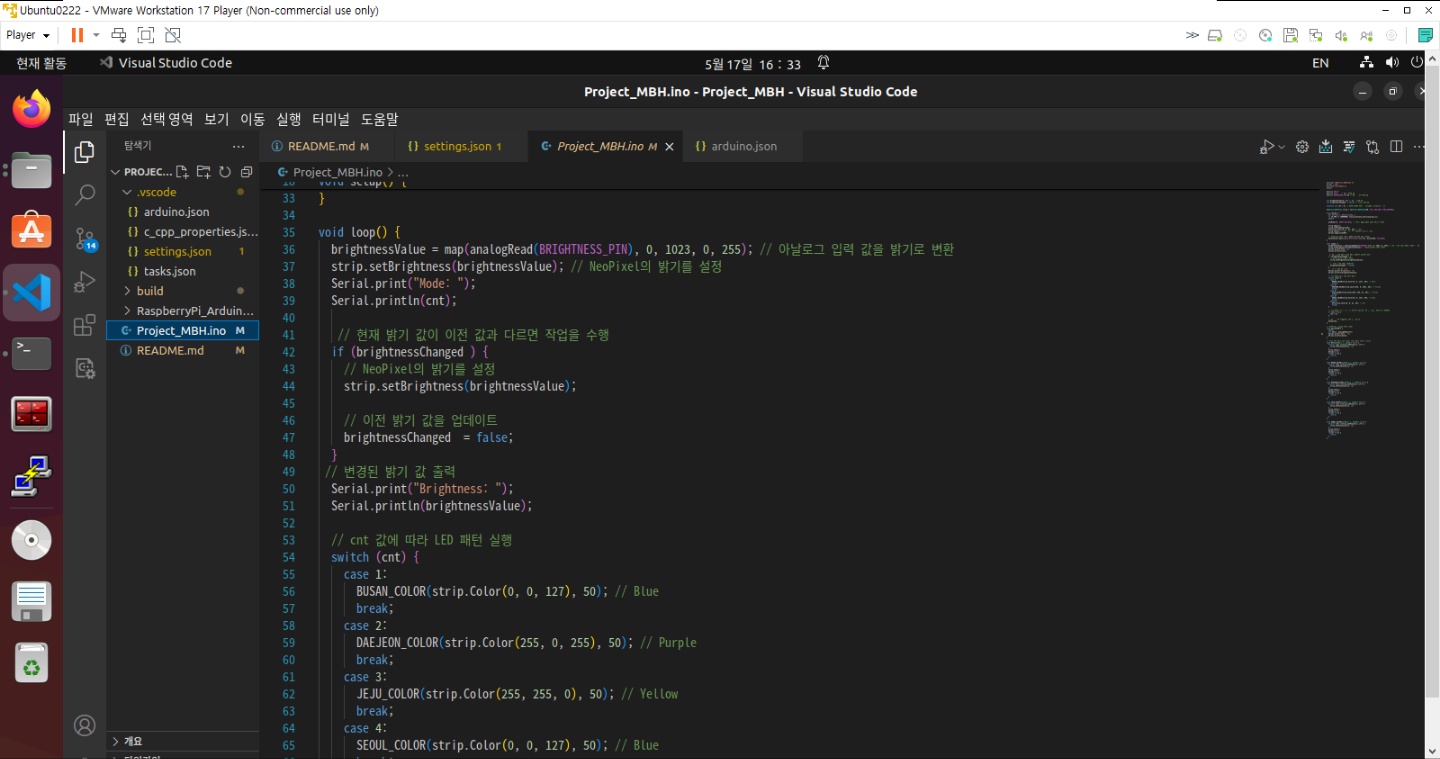 Ubuntu0222 - VMware Workstation 17 Player (Non-commercial use only)
Player
현재 활동
Visual Studio Code
5월 17일 16 : 33
EN
Project_MBH.ino - Project_MBH - Visual Studio Code
파일 편집 선택 영역 보기 이동 실행 터미널 도움말
탐색기
README.md M
settings.json 1
Project_MBH.ino M
arduino.json
PROJEC...
Project_MBH.ino > ...
.vscode
arduino.json
c_cpp_properties.js...
settings.json 1
tasks.json
build
RaspberryPi_Arduin...
Project_MBH.ino M
README.md M
14
개요
void setup() {
33 }
34
35 void loop() {
36 brightnessValue = map(analogRead(BRIGHTNESS_PIN), 0, 1023, 0, 255); // 아날로그 입력 값을 밝기로 변환
37 strip.setBrightness(brightnessValue); // NeoPixel의 밝기를 설정
38 Serial.print("Mode: ");
39 Serial.println(cnt);
40
41 // 현재 밝기 값이 이전 값과 다르면 작업을 수행
42 if (brightnessChanged ) {
43 // NeoPixel의 밝기를 설정
44 strip.setBrightness(brightnessValue);
45
46 // 이전 밝기 값을 업데이트
47 brightnessChanged  = false;
48 }
49 // 변경된 밝기 값 출력
50 Serial.print("Brightness: ");
51 Serial.println(brightnessValue);
52
53 // cnt 값에 따라 LED 패턴 실행
54 switch (cnt) {
55 case 1:
56 BUSAN_COLOR(strip.Color(0, 0, 127), 50); // Blue
57 break;
58 case 2:
59 DAEJEON_COLOR(strip.Color(255, 0, 255), 50); // Purple
60 break;
61 case 3:
62 JEJU_COLOR(strip.Color(255, 255, 0), 50); // Yellow
63 break;
64 case 4:
65 SEOUL_COLOR(strip.Color(0, 0, 127), 50); // Blue